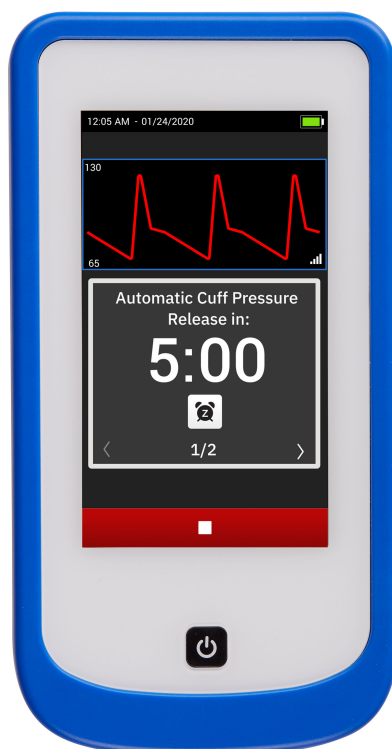 12:05 AM - 01/24/2020
130
65
Automatic Cuff Pressure
Release in:
5:00
Z
1/2